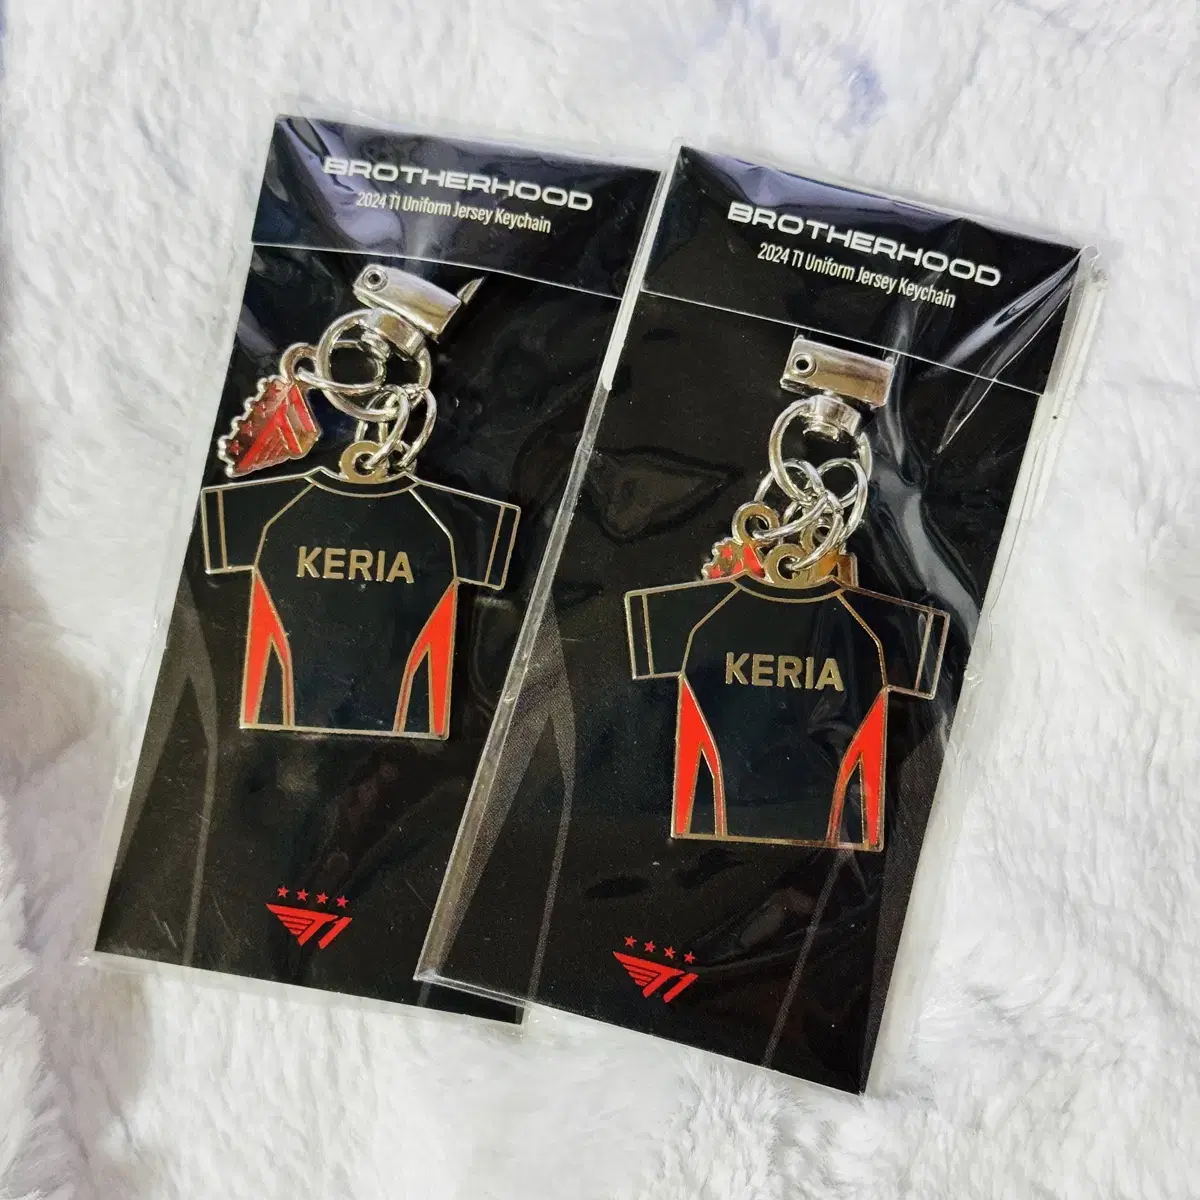 BROTHERHOOD
2024 T1 Uniform Jersey Keychain
KERIA
T1
BROTHERHOOD
2024 T1 Uniform Jersey Keychain
KERIA
T1